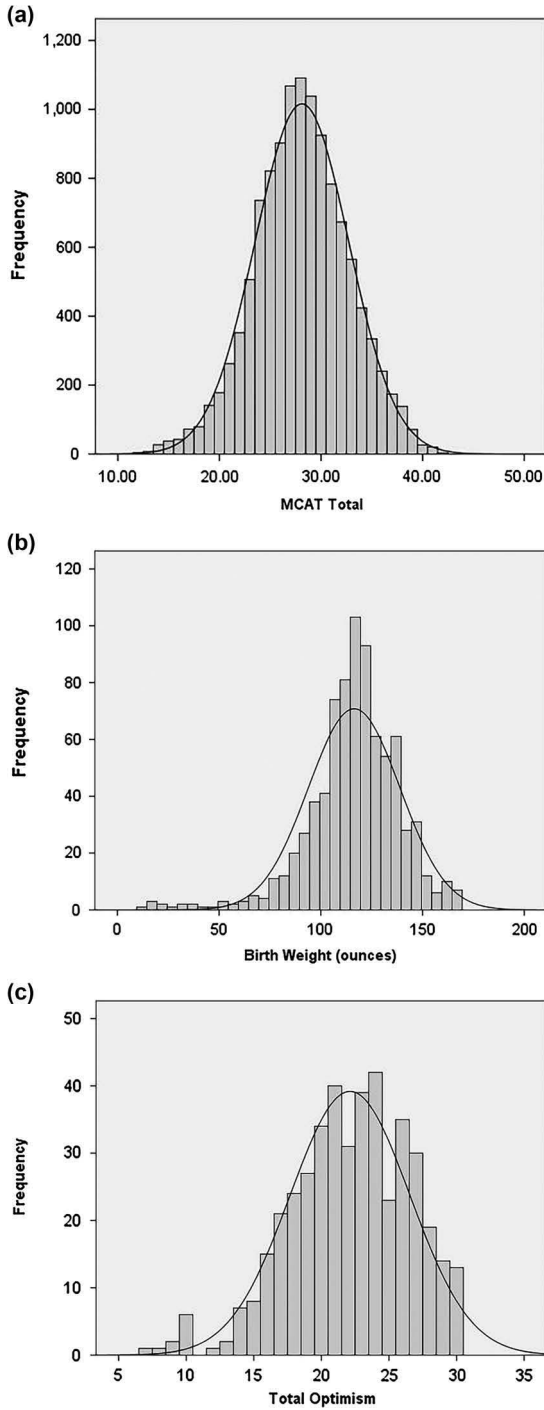 (a)
1,200
1,000
800
600
400
200
0
Frequency
10.00 20.00 30.00 40.00 50.00
MCAT Total
(b)
120
100
80
60
40
20
0
Frequency
0 50 100 150 200
Birth Weight (ounces)
(c)
50
40
30
20
10
0
Frequency
5 10 15 20 25 30 35
Total Optimism